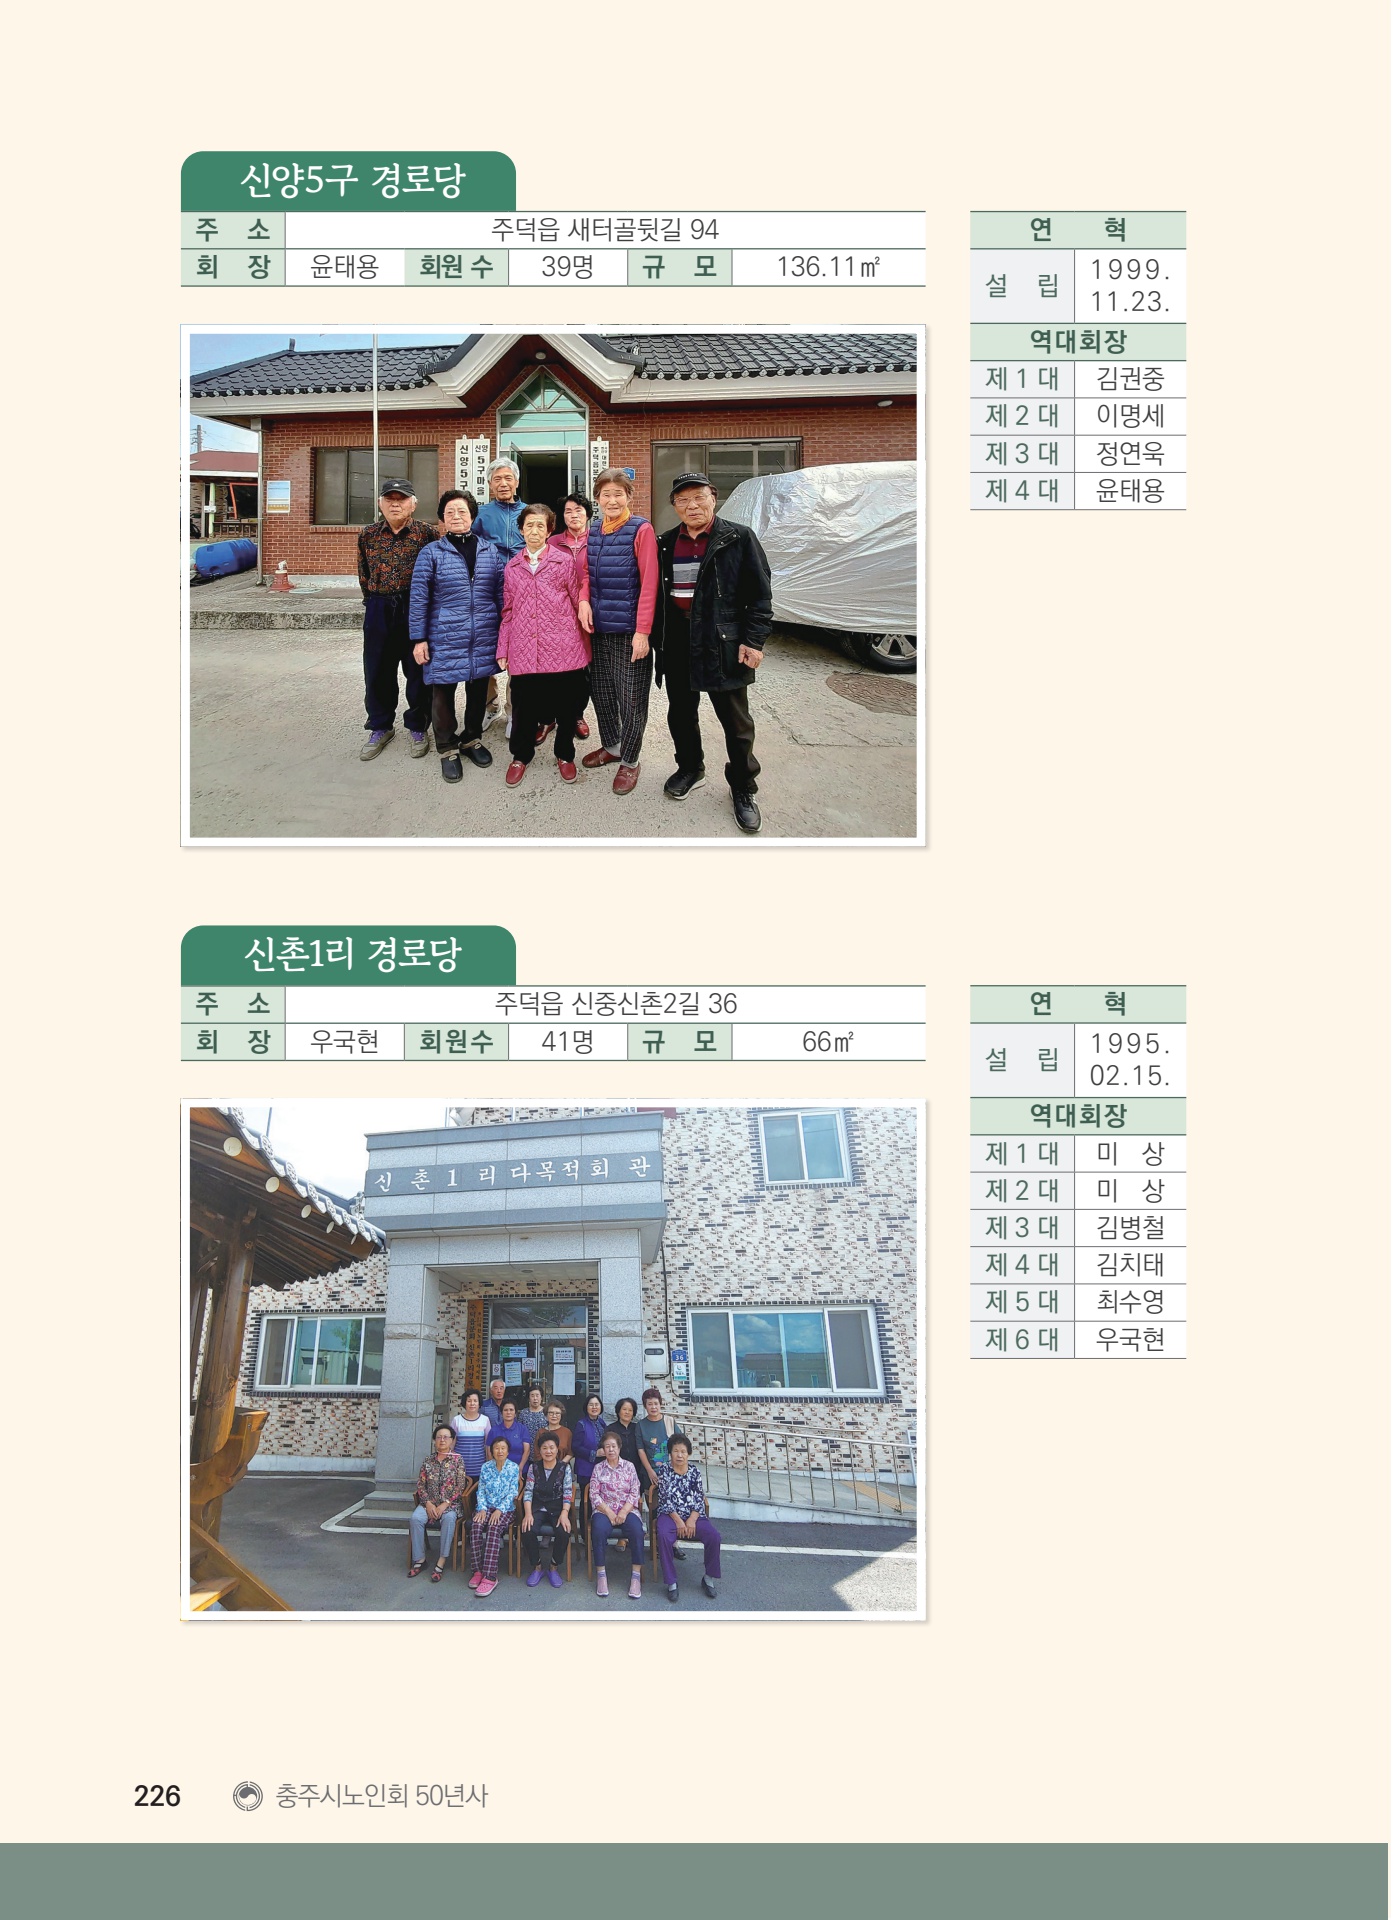 신양5구 경로당
주 소 주덕읍 새터골뒷길 94
회 장 윤태용 회원 수 39명 규 모 136.11㎡
연 혁
설 립 1999. 11.23.
역대회장
제 1 대 김권중
제 2 대 이명세
제 3 대 정연욱
제 4 대 윤태용
신양5구
신양5구마을
신촌1리 경로당
주 소 주덕읍 신중신촌2길 36
회 장 우국현 회원수 41명 규 모 66㎡
연 혁
설 립 1995. 02.15.
역대회장
제 1 대 미 상
제 2 대 미 상
제 3 대 김병철
제 4 대 김치태
제 5 대 최수영
제 6 대 우국현
신 촌 1 리 다목적회 관
36
226 충주시노인회 50년사